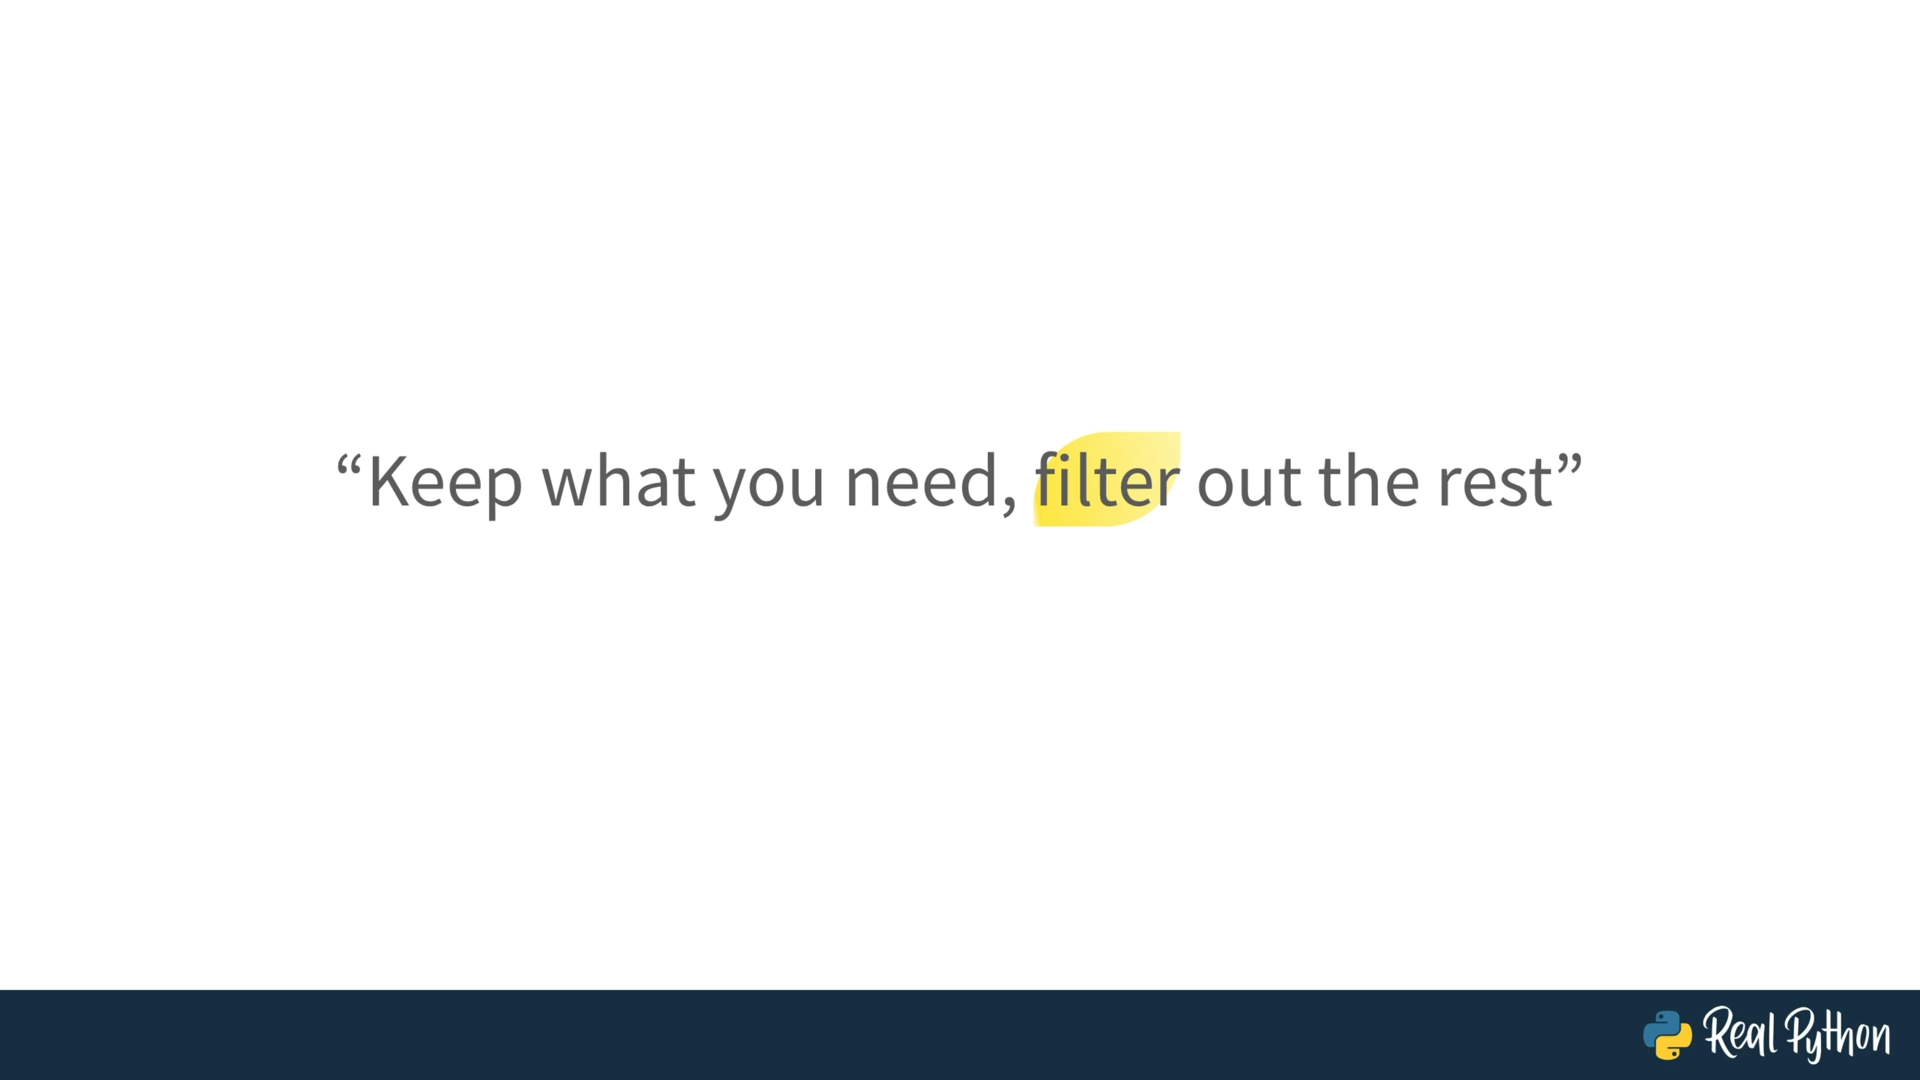 “Keep what you need, filter out the rest”
Real Python